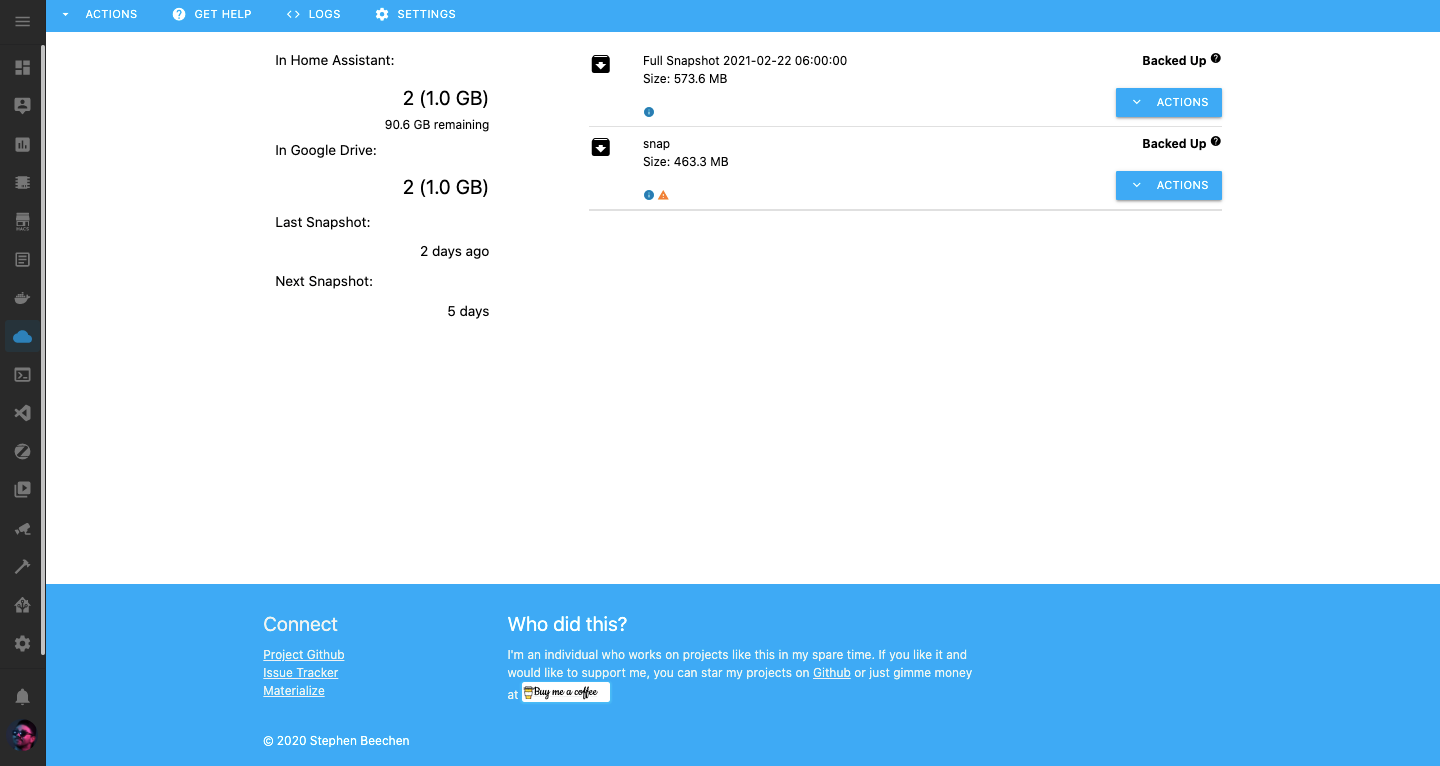 ACTIONS
GET HELP
LOGS
SETTINGS
In Home Assistant:
2 (1.0 GB)
90.6 GB remaining
In Google Drive:
2 (1.0 GB)
Last Snapshot:
2 days ago
Next Snapshot:
5 days
Full Snapshot 2021-02-22 06:00:00
Size: 573.6 MB
Backed Up
ACTIONS
snap
Size: 463.3 MB
Backed Up
ACTIONS
HACS
Connect
Project Github
Issue Tracker
Materialize
Who did this?
I'm an individual who works on projects like this in my spare time. If you like it and
would like to support me, you can star my projects on Github or just gimme money
at Buy me a coffee
© 2020 Stephen Beechen